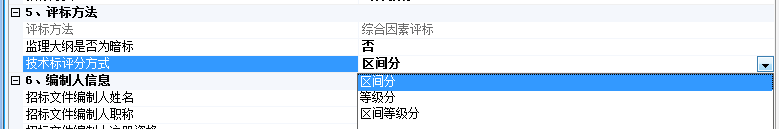 5、评标方法
评标方法 综合因素评标
监理大纲是否为暗标 否
技术标评分方式 区间分
6、编制人信息 区间分
招标文件编制人姓名 等级分
招标文件编制人职称 区间等级分